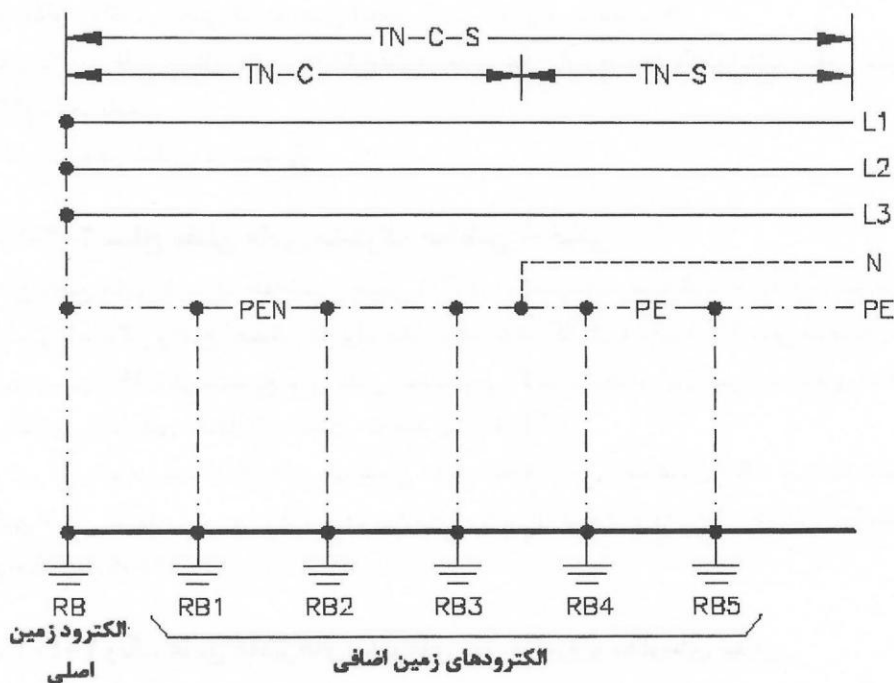 TN-C-S
TN-C TN-S
L1
L2
L3
N
PEN PE PE
RB RB1 RB2 RB3 RB4 RB5
الکترود زمین
اصلی
الکترودهای زمین اضافی